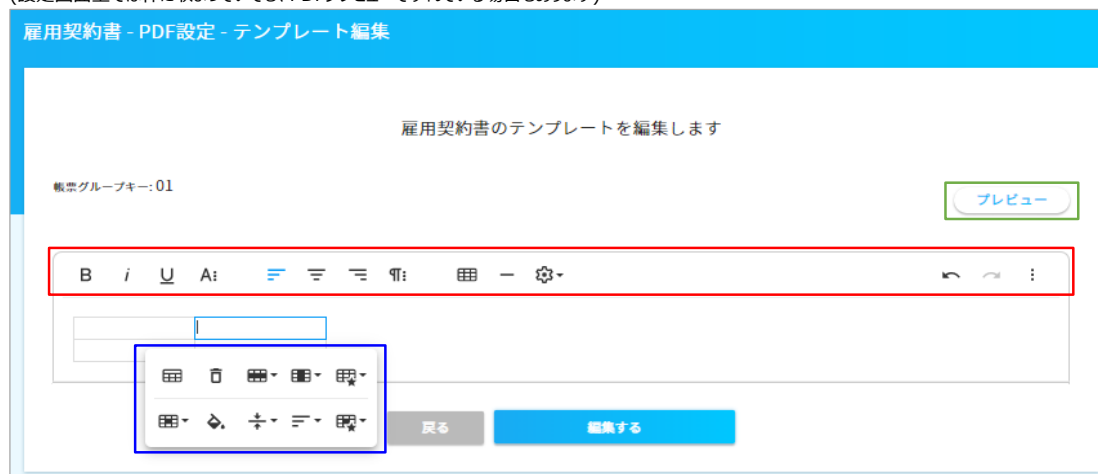 雇用契約書 - PDF設定 - テンプレート編集
雇用契約書のテンプレートを編集します
帳票グループキー: 01
プレビュー
B i U A
戻る
編集する